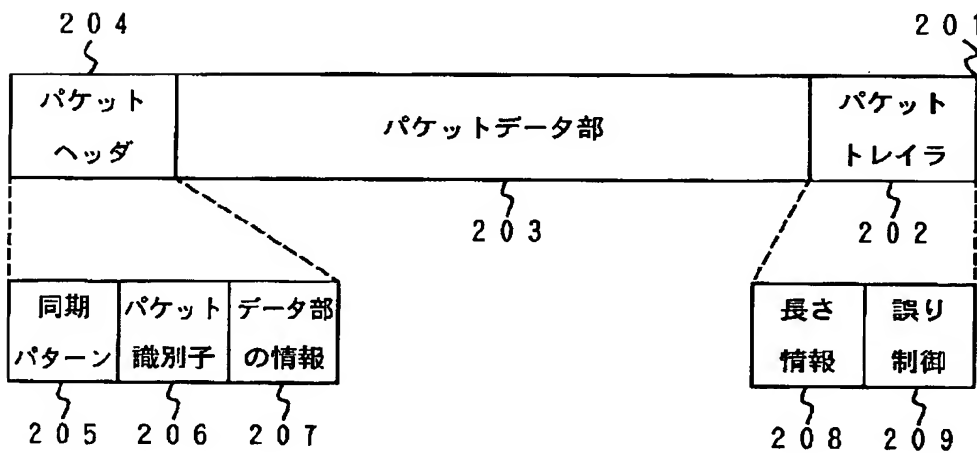 ２０４
２０１
パケット
ヘッダ
パケットデータ部
パケット
トレイラ
２０３
２０２
同期
パターン
パケット
識別子
データ部
の情報
長さ
情報
誤り
制御
２０５
２０６
２０７
２０８
２０９